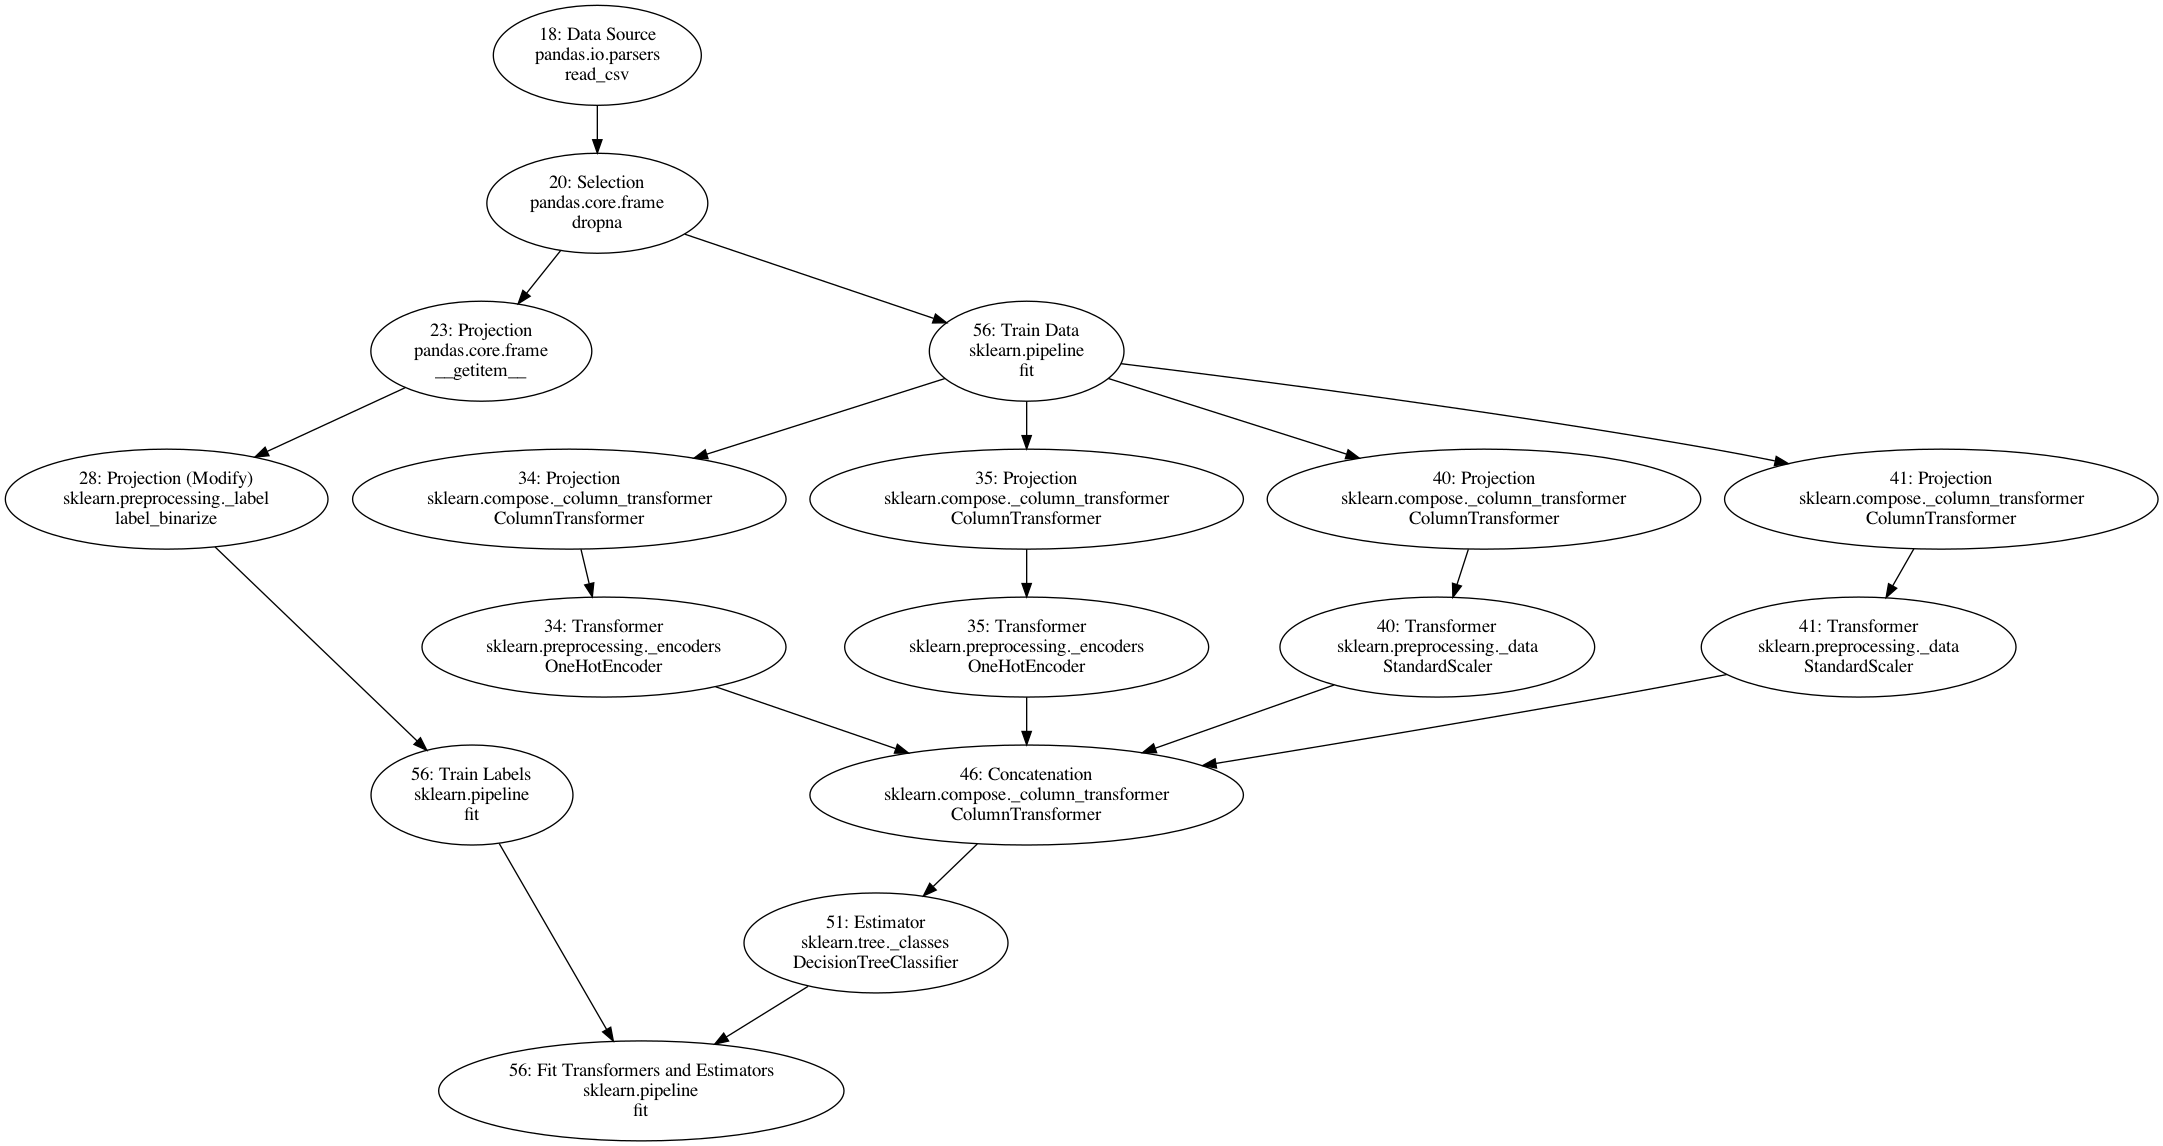 18: Data Source
pandas.io.parsers
read_csv
20: Selection
pandas.core.frame
dropna
23: Projection
pandas.core.frame
__getitem__
56: Train Data
sklearn.pipeline
fit
28: Projection (Modify)
sklearn.preprocessing._label
label_binarize
34: Projection
sklearn.compose._column_transformer
ColumnTransformer
35: Projection
sklearn.compose._column_transformer
ColumnTransformer
40: Projection
sklearn.compose._column_transformer
ColumnTransformer
41: Projection
sklearn.compose._column_transformer
ColumnTransformer
34: Transformer
sklearn.preprocessing._encoders
OneHotEncoder
35: Transformer
sklearn.preprocessing._encoders
OneHotEncoder
40: Transformer
sklearn.preprocessing._data
StandardScaler
41: Transformer
sklearn.preprocessing._data
StandardScaler
56: Train Labels
sklearn.pipeline
fit
46: Concatenation
sklearn.compose._column_transformer
ColumnTransformer
51: Estimator
sklearn.tree._classes
DecisionTreeClassifier
56: Fit Transformers and Estimators
sklearn.pipeline
fit